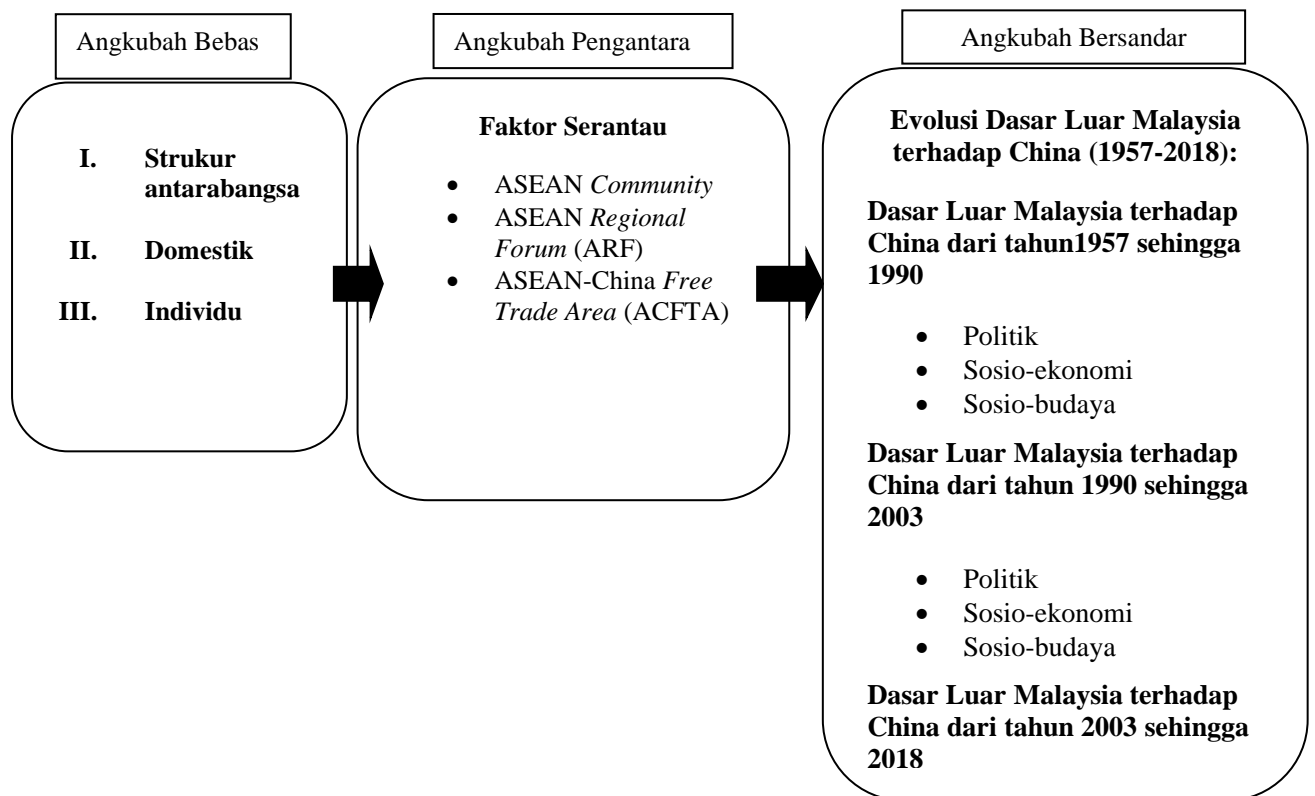 Angkubah Bebas
Angkubah Pengantara
Angkubah Bersandar
I. Strukur
antarabangsa
II. Domestik
III. Individu
Faktor Serantau
• ASEAN Community
• ASEAN Regional
Forum (ARF)
• ASEAN-China Free
Trade Area (ACFTA)
Evolusi Dasar Luar Malaysia
terhadap China (1957-2018):
Dasar Luar Malaysia terhadap
China dari tahun1957 sehingga
1990
• Politik
• Sosio-ekonomi
• Sosio-budaya
Dasar Luar Malaysia terhadap
China dari tahun 1990 sehingga
2003
• Politik
• Sosio-ekonomi
• Sosio-budaya
Dasar Luar Malaysia terhadap
China dari tahun 2003 sehingga
2018